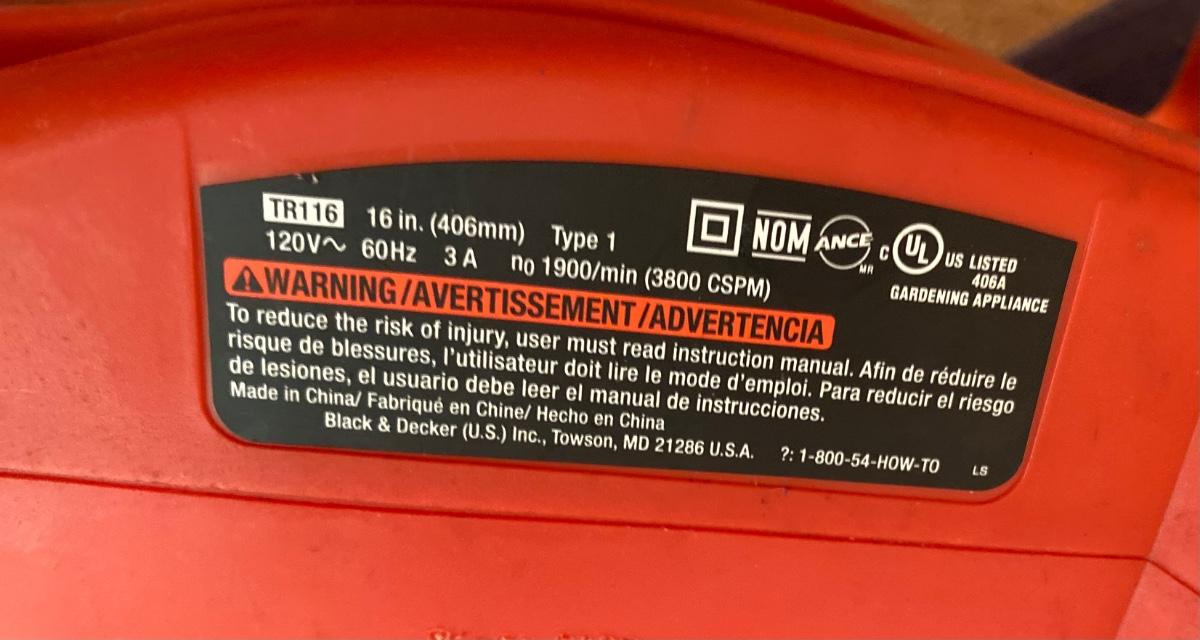 TR116 16 in. (406mm) Type 1
120V~ 60Hz 3 A n0 1900/min (3800 CSPM)
NOM ANCE MR
C UL US LISTED
406A
GARDENING APPLIANCE
WARNING/AVERTISSEMENT/ADVERTENCIA
To reduce the risk of injury, user must read instruction manual. Afin de réduire le
risque de blessures, l'utilisateur doit lire le mode d'emploi. Para reducir el riesgo
de lesiones, el usuario debe leer el manual de instrucciones.
Made in China/ Fabriqué en Chine/ Hecho en China
Black & Decker (U.S.) Inc., Towson, MD 21286 U.S.A. ?: 1-800-54-HOW-TO LS